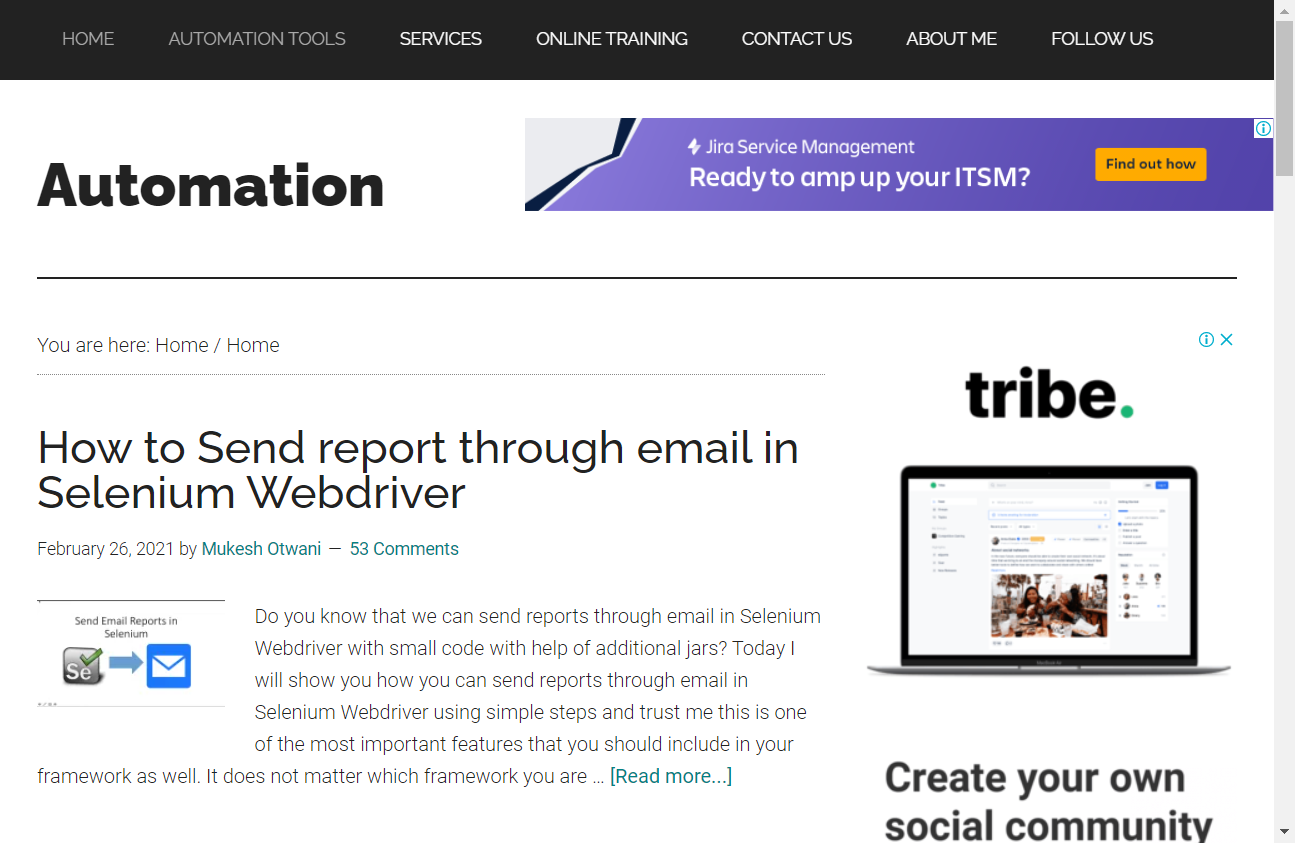 HOME AUTOMATION TOOLS SERVICES ONLINE TRAINING CONTACT US ABOUT ME FOLLOW US
Automation
Jira Service Management
Ready to amp up your ITSM?
Find out how
You are here: Home / Home
How to Send report through email in
Selenium Webdriver
February 26, 2021 by Mukesh Otwani — 53 Comments
Send Email Reports in
Selenium
Se
Do you know that we can send reports through email in Selenium
Webdriver with small code with help of additional jars? Today I
will show you how you can send reports through email in
Selenium Webdriver using simple steps and trust me this is one
of the most important features that you should include in your
framework as well. It does not matter which framework you are ... [Read more...]
tribe.
MacBook Air
Create your own
social community